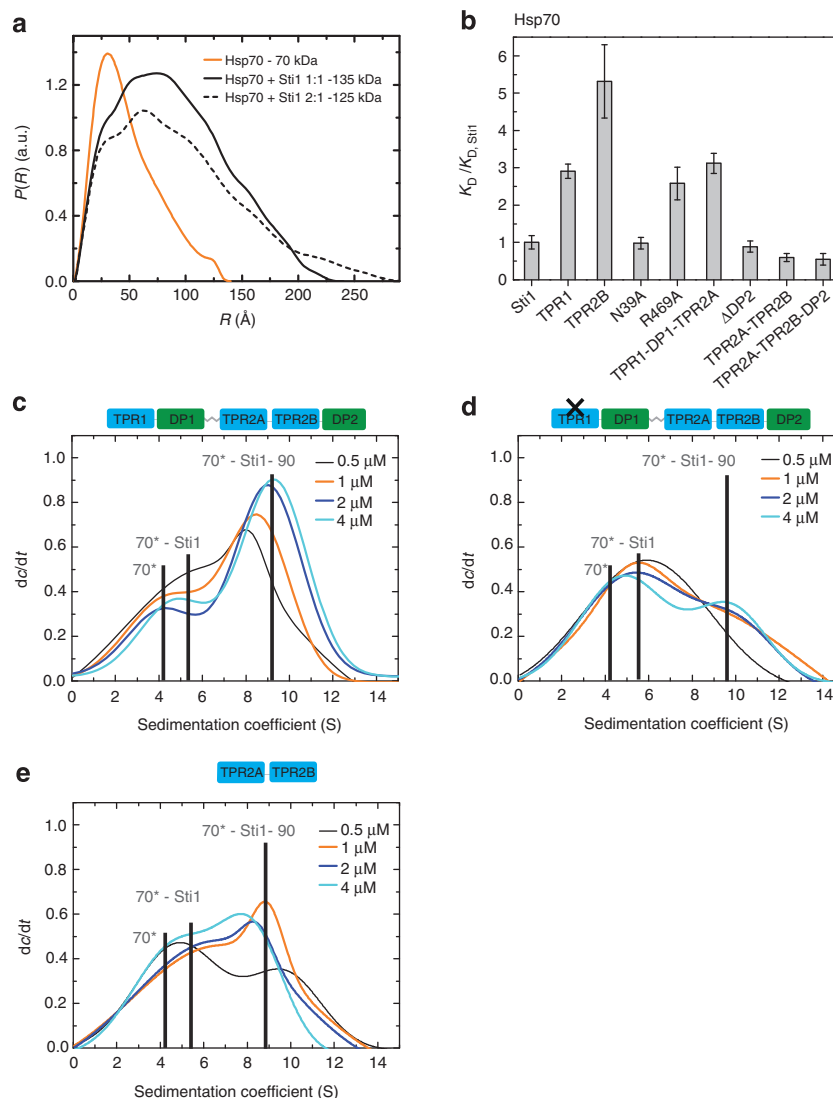 a
Hsp70 - 70 kDa
Hsp70 + Sti1 1:1 -135 kDa
Hsp70 + Sti1 2:1 -125 kDa
P(R) (a.u.)
1.2
0.8
0.4
0.0
0 50 100 150 200 250
R (Å)
b
Hsp70
K_D/K_D, Sti1
7
6
5
4
3
2
1
0
Sti1
TPR1
TPR2B
N39A
R469A
TPR1-DP1-TPR2A
ΔDP2
TPR2A-TPR2B
TPR2A-TPR2B-DP2
c
TPR1 DP1 TPR2A TPR2B DP2
70* - Sti1- 90
70* - Sti1
70*
0.5 μM
1 μM
2 μM
4 μM
dc/dt
1.0
0.8
0.6
0.4
0.2
0.0
0 2 4 6 8 10 12 14
Sedimentation coefficient (S)
d
TPR1 DP1 TPR2A TPR2B DP2
70* - Sti1- 90
70* - Sti1
70*
0.5 μM
1 μM
2 μM
4 μM
dc/dt
1.0
0.8
0.6
0.4
0.2
0.0
0 2 4 6 8 10 12 14
Sedimentation coefficient (S)
e
TPR2A TPR2B
70* - Sti1- 90
70* - Sti1
70*
0.5 μM
1 μM
2 μM
4 μM
dc/dt
1.0
0.8
0.6
0.4
0.2
0.0
0 2 4 6 8 10 12 14
Sedimentation coefficient (S)